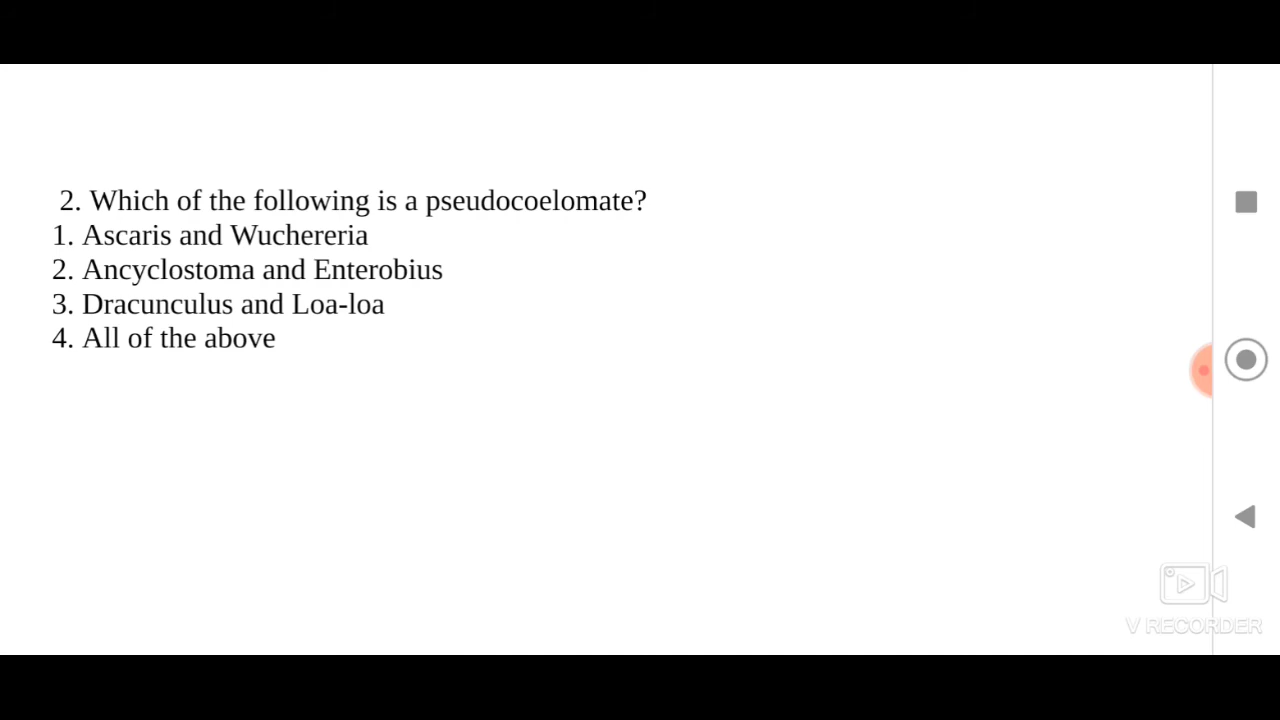 2. Which of the following is a pseudocoelomate?
1. Ascaris and Wuchereria
2. Ancyclostoma and Enterobius
3. Dracunculus and Loa-loa
4. All of the above
V RECORDER